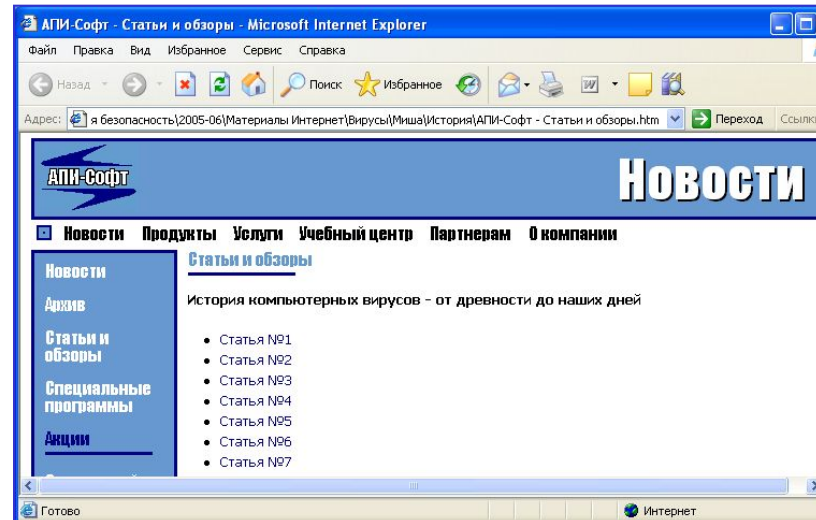 АПИ-Софт - Статьи и обзоры - Microsoft Internet Explorer
Файл Правка Вид Избранное Сервис Справка
Назад Поиск Избранное
Адрес: я безопасность\2005-06\Материалы Интернет\Вирусы\Миша\История\АПИ-Софт - Статьи и обзоры.htm Переход Ссылки
АПИ-Софт
Новости
Новости Продукты Услуги Учебный центр Партнерам О компании
Новости
Архив
Статьи и
обзоры
Специальные
программы
Акции
Статьи и обзоры
История компьютерных вирусов - от древности до наших дней
Статья №1
Статья №2
Статья №3
Статья №4
Статья №5
Статья №6
Статья №7
Готово Интернет